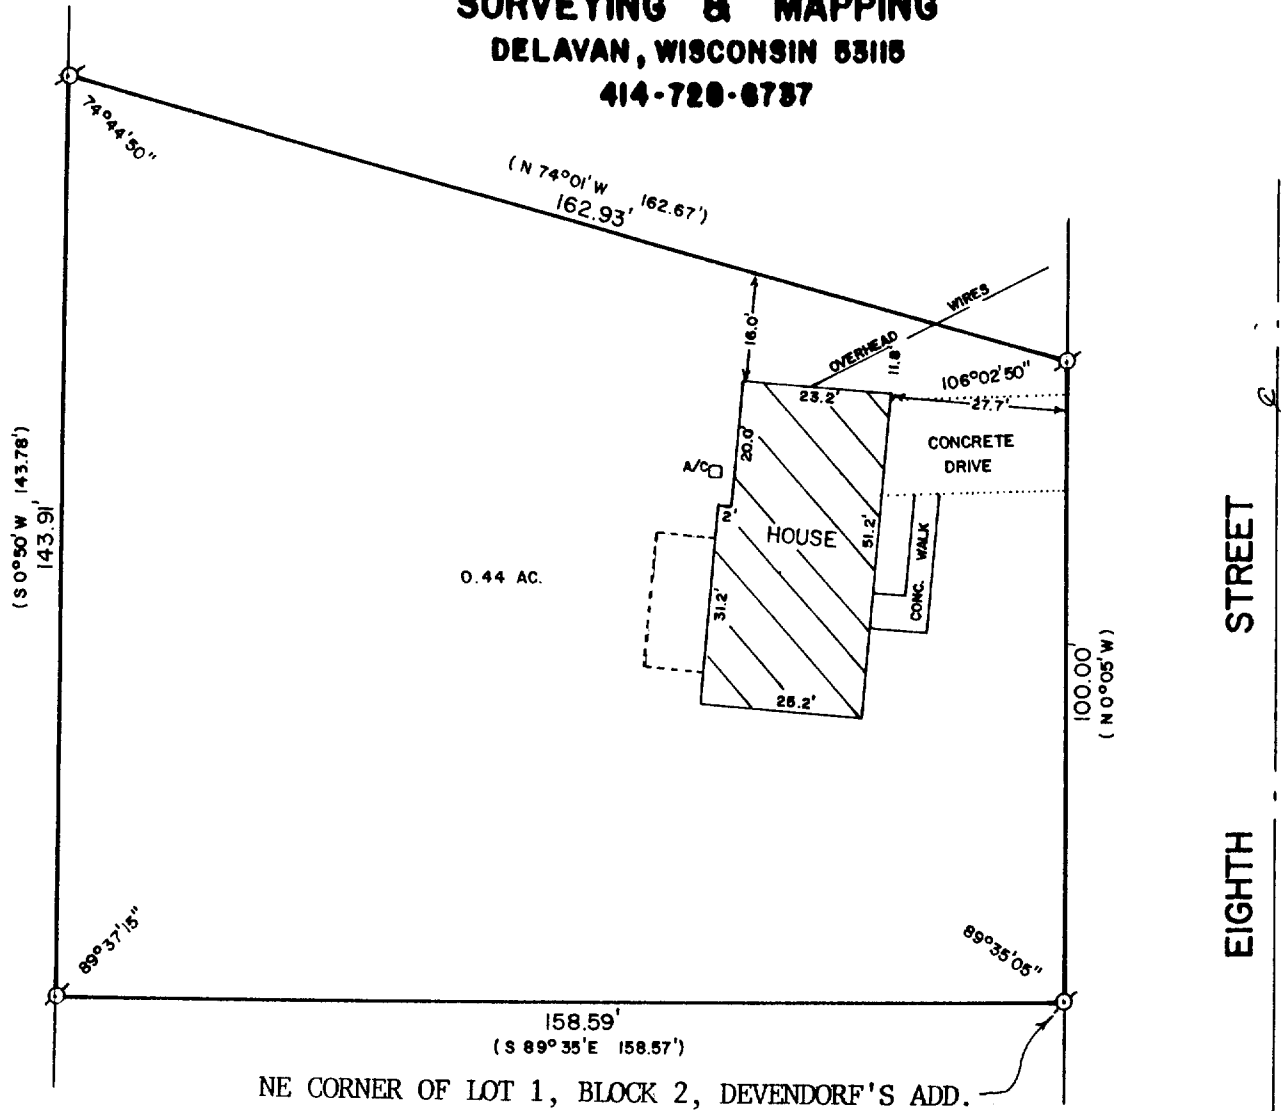 SURVEYING & MAPPING
DELAVAN, WISCONSIN 53115
414-728-6737
74°44'50"
(N 74°01'W 162.67')
162.93'
WIRES
OVERHEAD
16.0'
11.8'
106°02'50"
23.2'
27.7'
CONCRETE
DRIVE
20.0'
A/C
2'
HOUSE
51.2'
CONC. WALK
0.44 AC.
31.2'
25.2'
(S 0°50'W 143.78')
143.91'
100.00'
(N 0°05'W)
EIGHTH STREET
89°37'15"
89°35'05"
158.59'
(S 89°35'E 158.57')
NE CORNER OF LOT 1, BLOCK 2, DEVENDORF'S ADD.